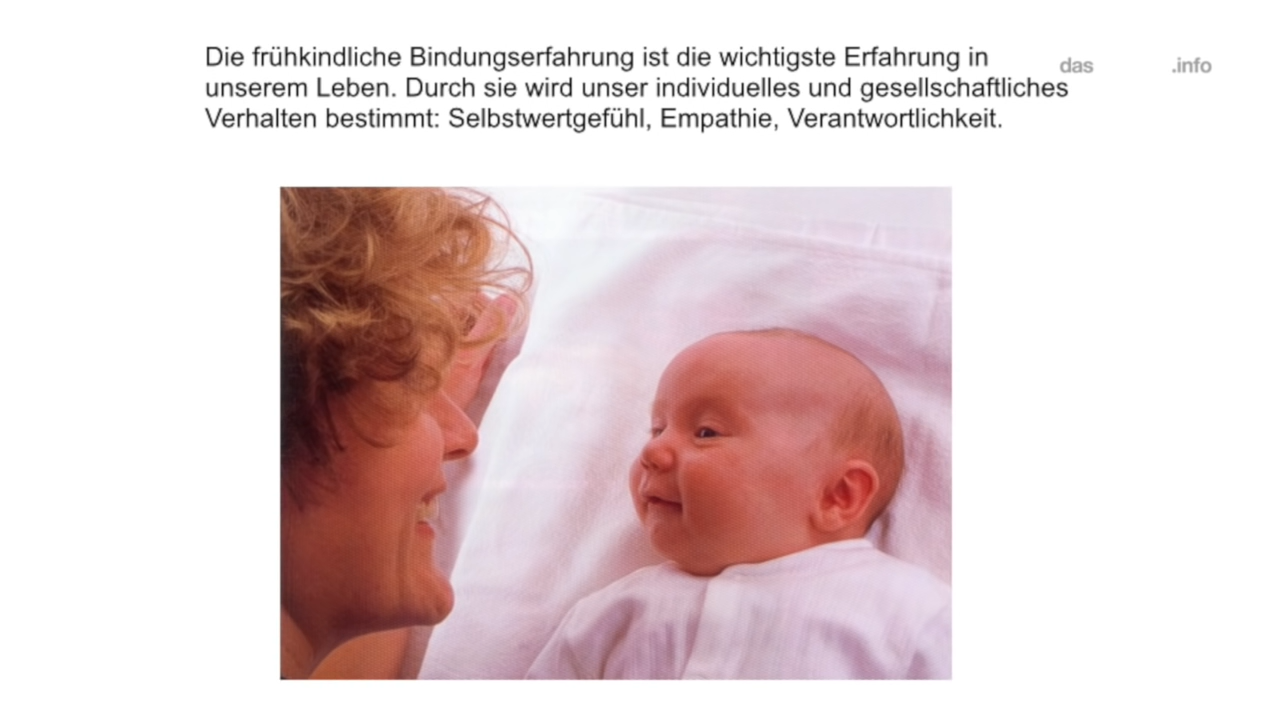 Die frühkindliche Bindungserfahrung ist die wichtigste Erfahrung in
unserem Leben. Durch sie wird unser individuelles und gesellschaftliches
Verhalten bestimmt: Selbstwertgefühl, Empathie, Verantwortlichkeit.
das .info